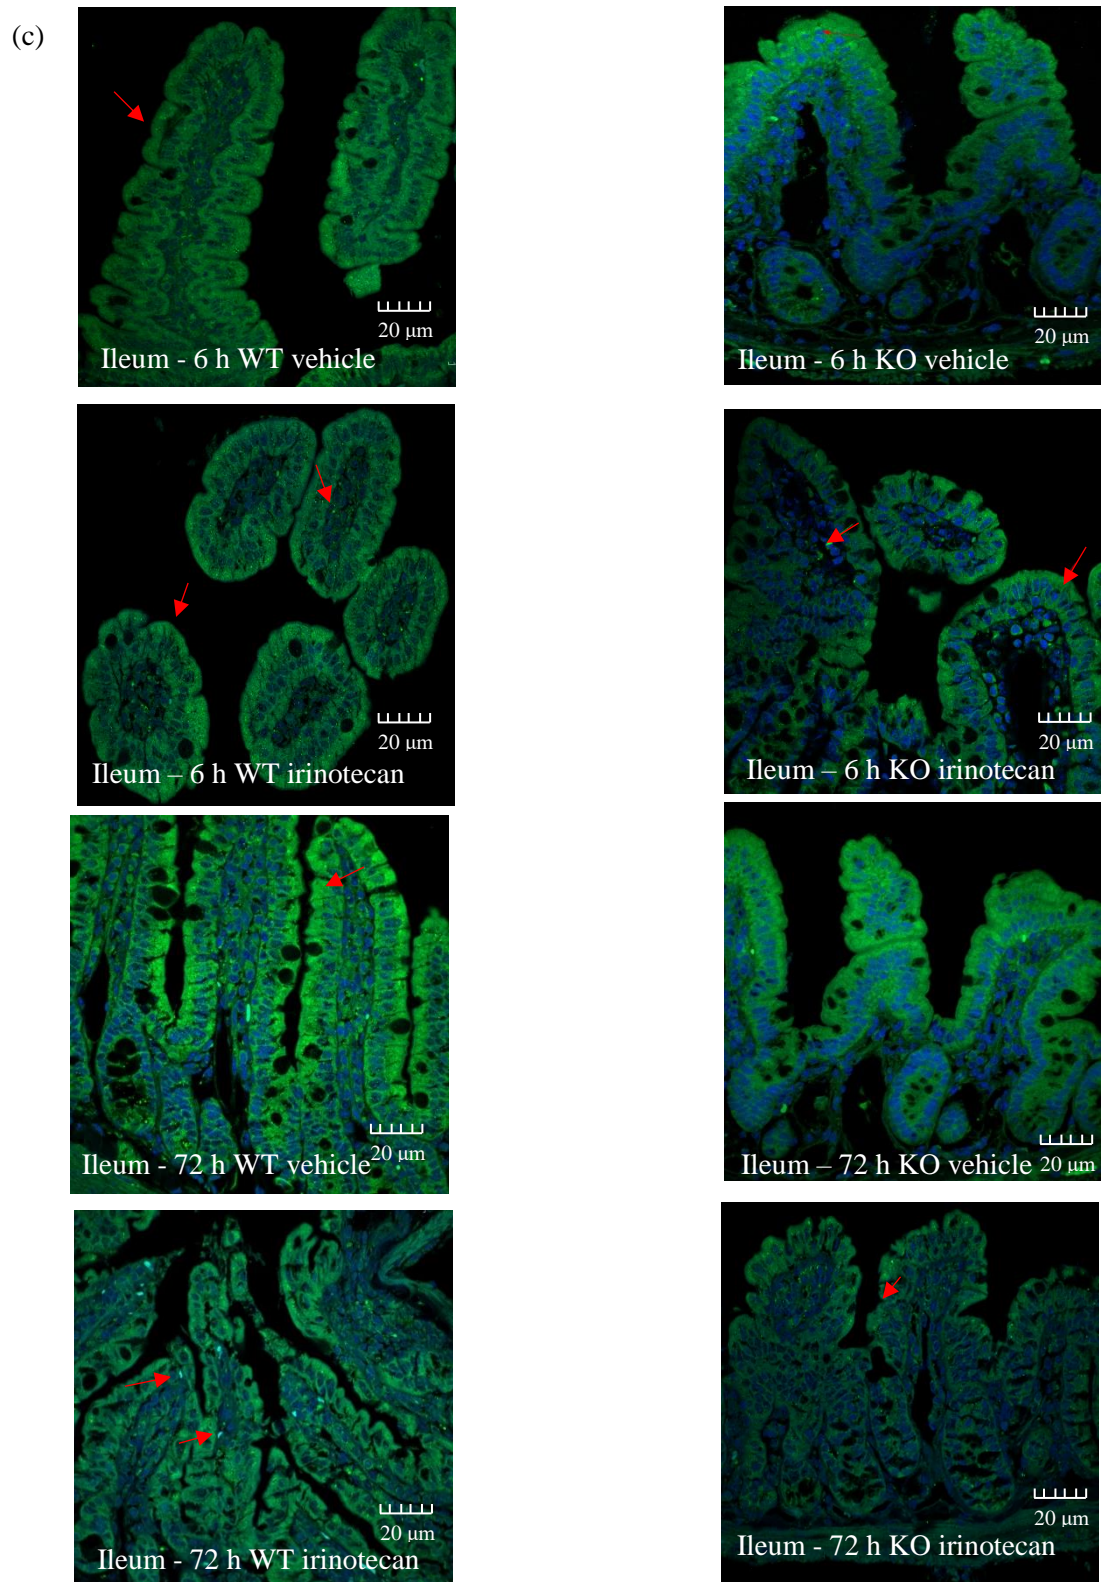 (c)
20 µm
Ileum - 6 h WT vehicle
20 µm
Ileum - 6 h KO vehicle
20 µm
Ileum – 6 h WT irinotecan
20 µm
Ileum – 6 h KO irinotecan
20 µm
Ileum - 72 h WT vehicle
20 µm
Ileum – 72 h KO vehicle
20 µm
Ileum - 72 h WT irinotecan
20 µm
Ileum - 72 h KO irinotecan